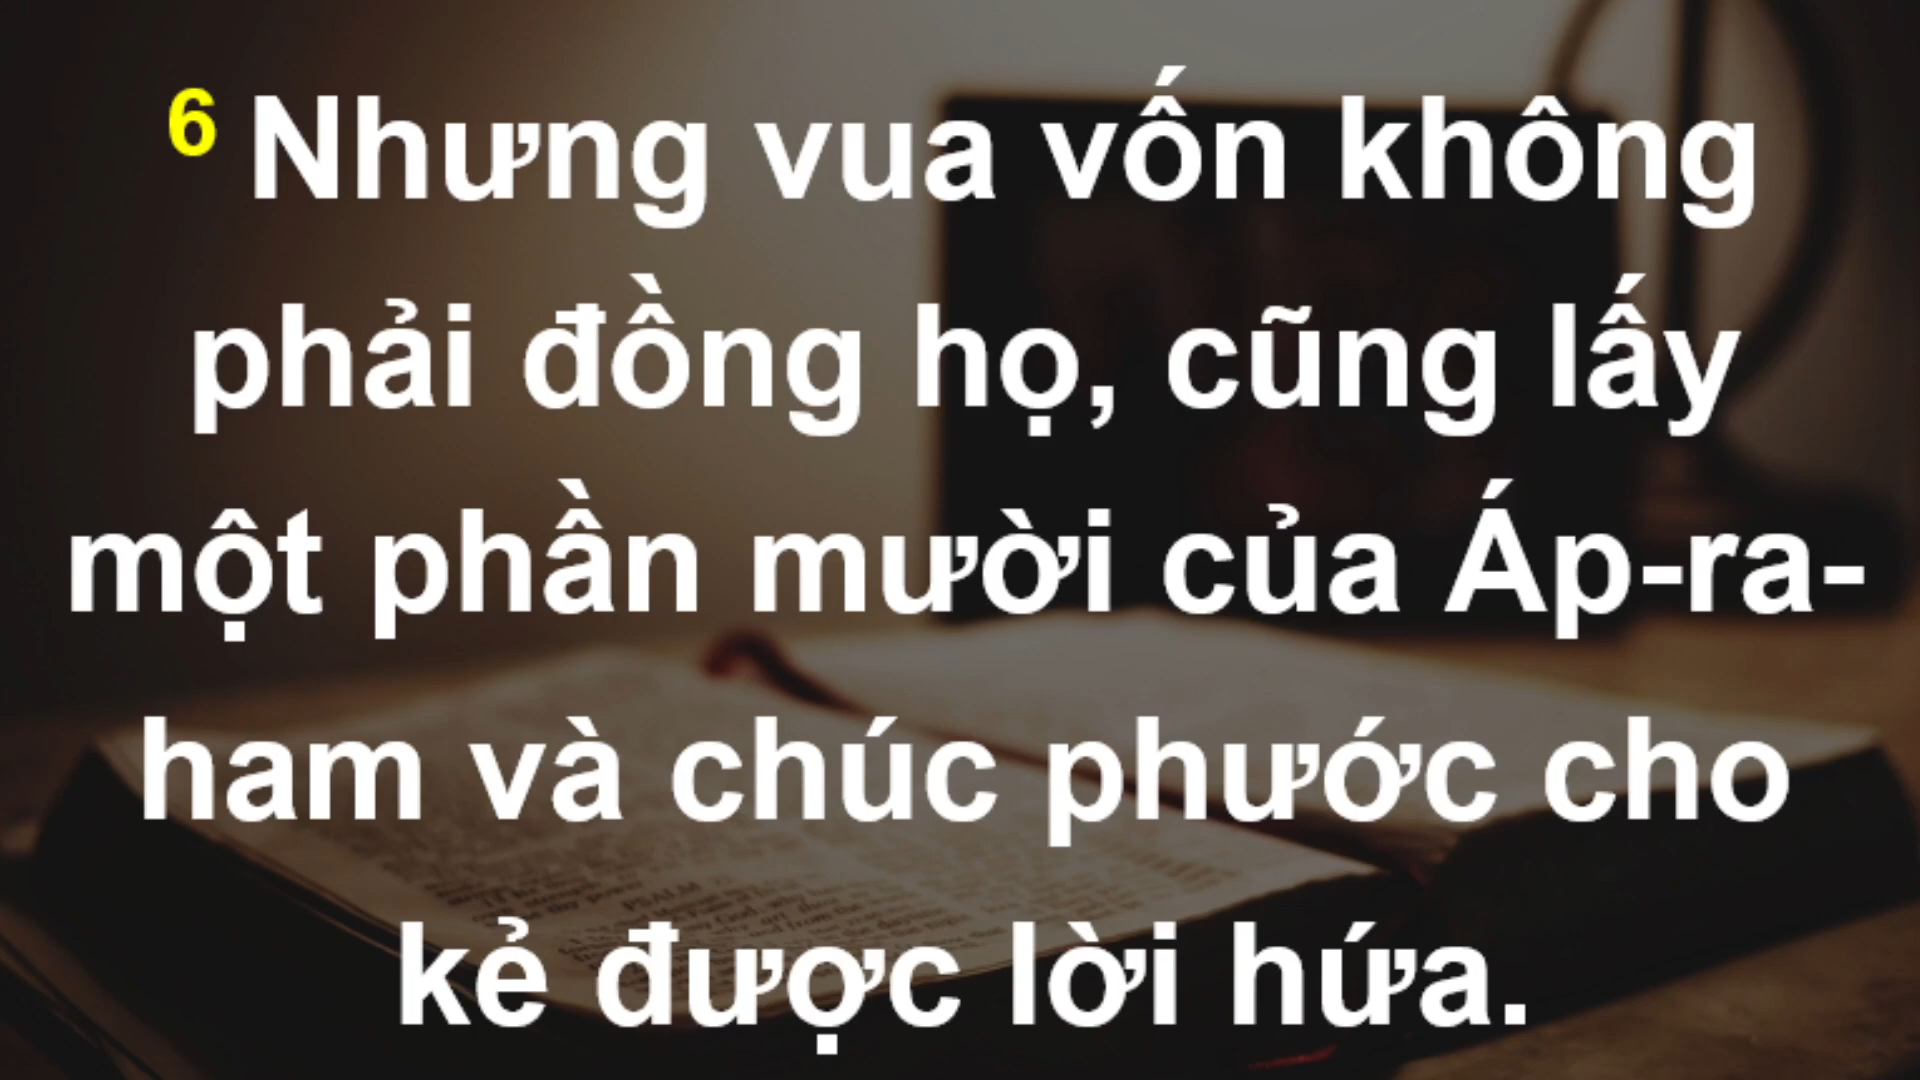 6 Nhưng vua vốn không
phải đồng họ, cũng lấy
một phần mười của Áp-ra-
ham và chúc phước cho
kẻ được lời hứa.